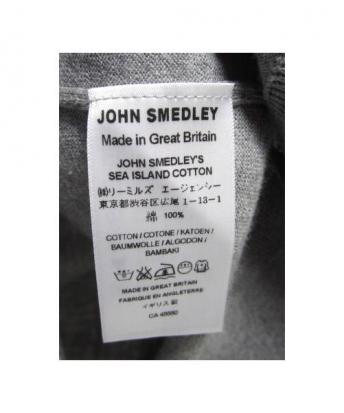 JOHN SMEDLEY
Made in Great Britain
JOHN SMEDLEY'S
SEA ISLAND COTTON
㈱リーミルズ エージェンシー
東京都渋谷区広尾 1-13-1
綿 100%
COTTON / COTONE / KATOEN /
BAUMWOLLE / ALGODON /
BAMBAKI
MADE IN GREAT BRITAIN
FABRIQUE EN ANGLETERRE
イギリス製